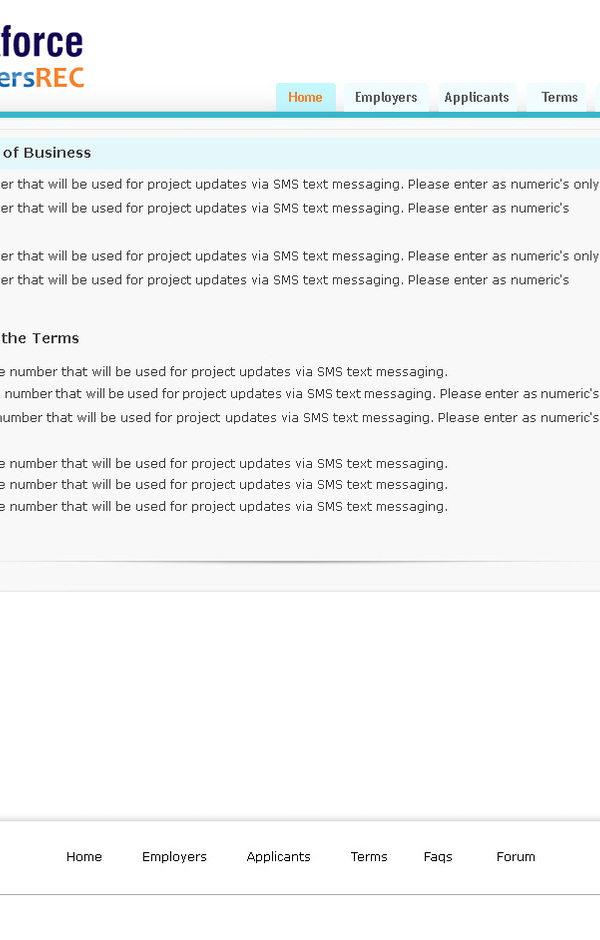 force
ersREC
Home Employers Applicants Terms
of Business
er that will be used for project updates via SMS text messaging. Please enter as numeric's only
er that will be used for project updates via SMS text messaging. Please enter as numeric's
er that will be used for project updates via SMS text messaging. Please enter as numeric's only
er that will be used for project updates via SMS text messaging. Please enter as numeric's
the Terms
e number that will be used for project updates via SMS text messaging.
number that will be used for project updates via SMS text messaging. Please enter as numeric's
number that will be used for project updates via SMS text messaging. Please enter as numeric's
e number that will be used for project updates via SMS text messaging.
e number that will be used for project updates via SMS text messaging.
e number that will be used for project updates via SMS text messaging.
Home Employers Applicants Terms Faqs Forum